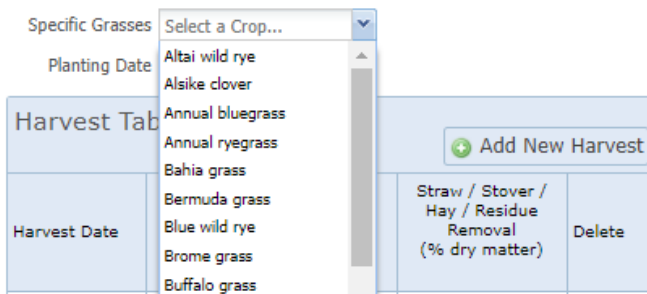 Specific Grasses Select a Crop...
Planting Date
Altai wild rye
Alsike clover
Annual bluegrass
Annual ryegrass
Bahia grass
Bermuda grass
Blue wild rye
Brome grass
Buffalo grass
Harvest Tab
Add New Harvest
Harvest Date
Straw / Stover /
Hay / Residue
Removal
(% dry matter)
Delete